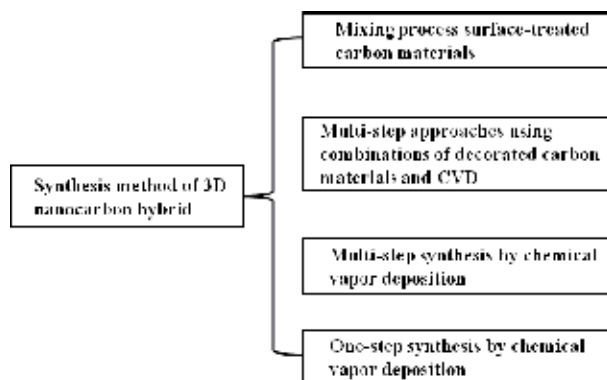 Mixing process surface-treated
carbon materials
Multi-step approaches using
combinations of decorated carbon
materials and CVD
Synthesis method of 3D
nanocarbon hybrid
Multi-step synthesis by chemical
vapor deposition
One-step synthesis by chemical
vapor deposition